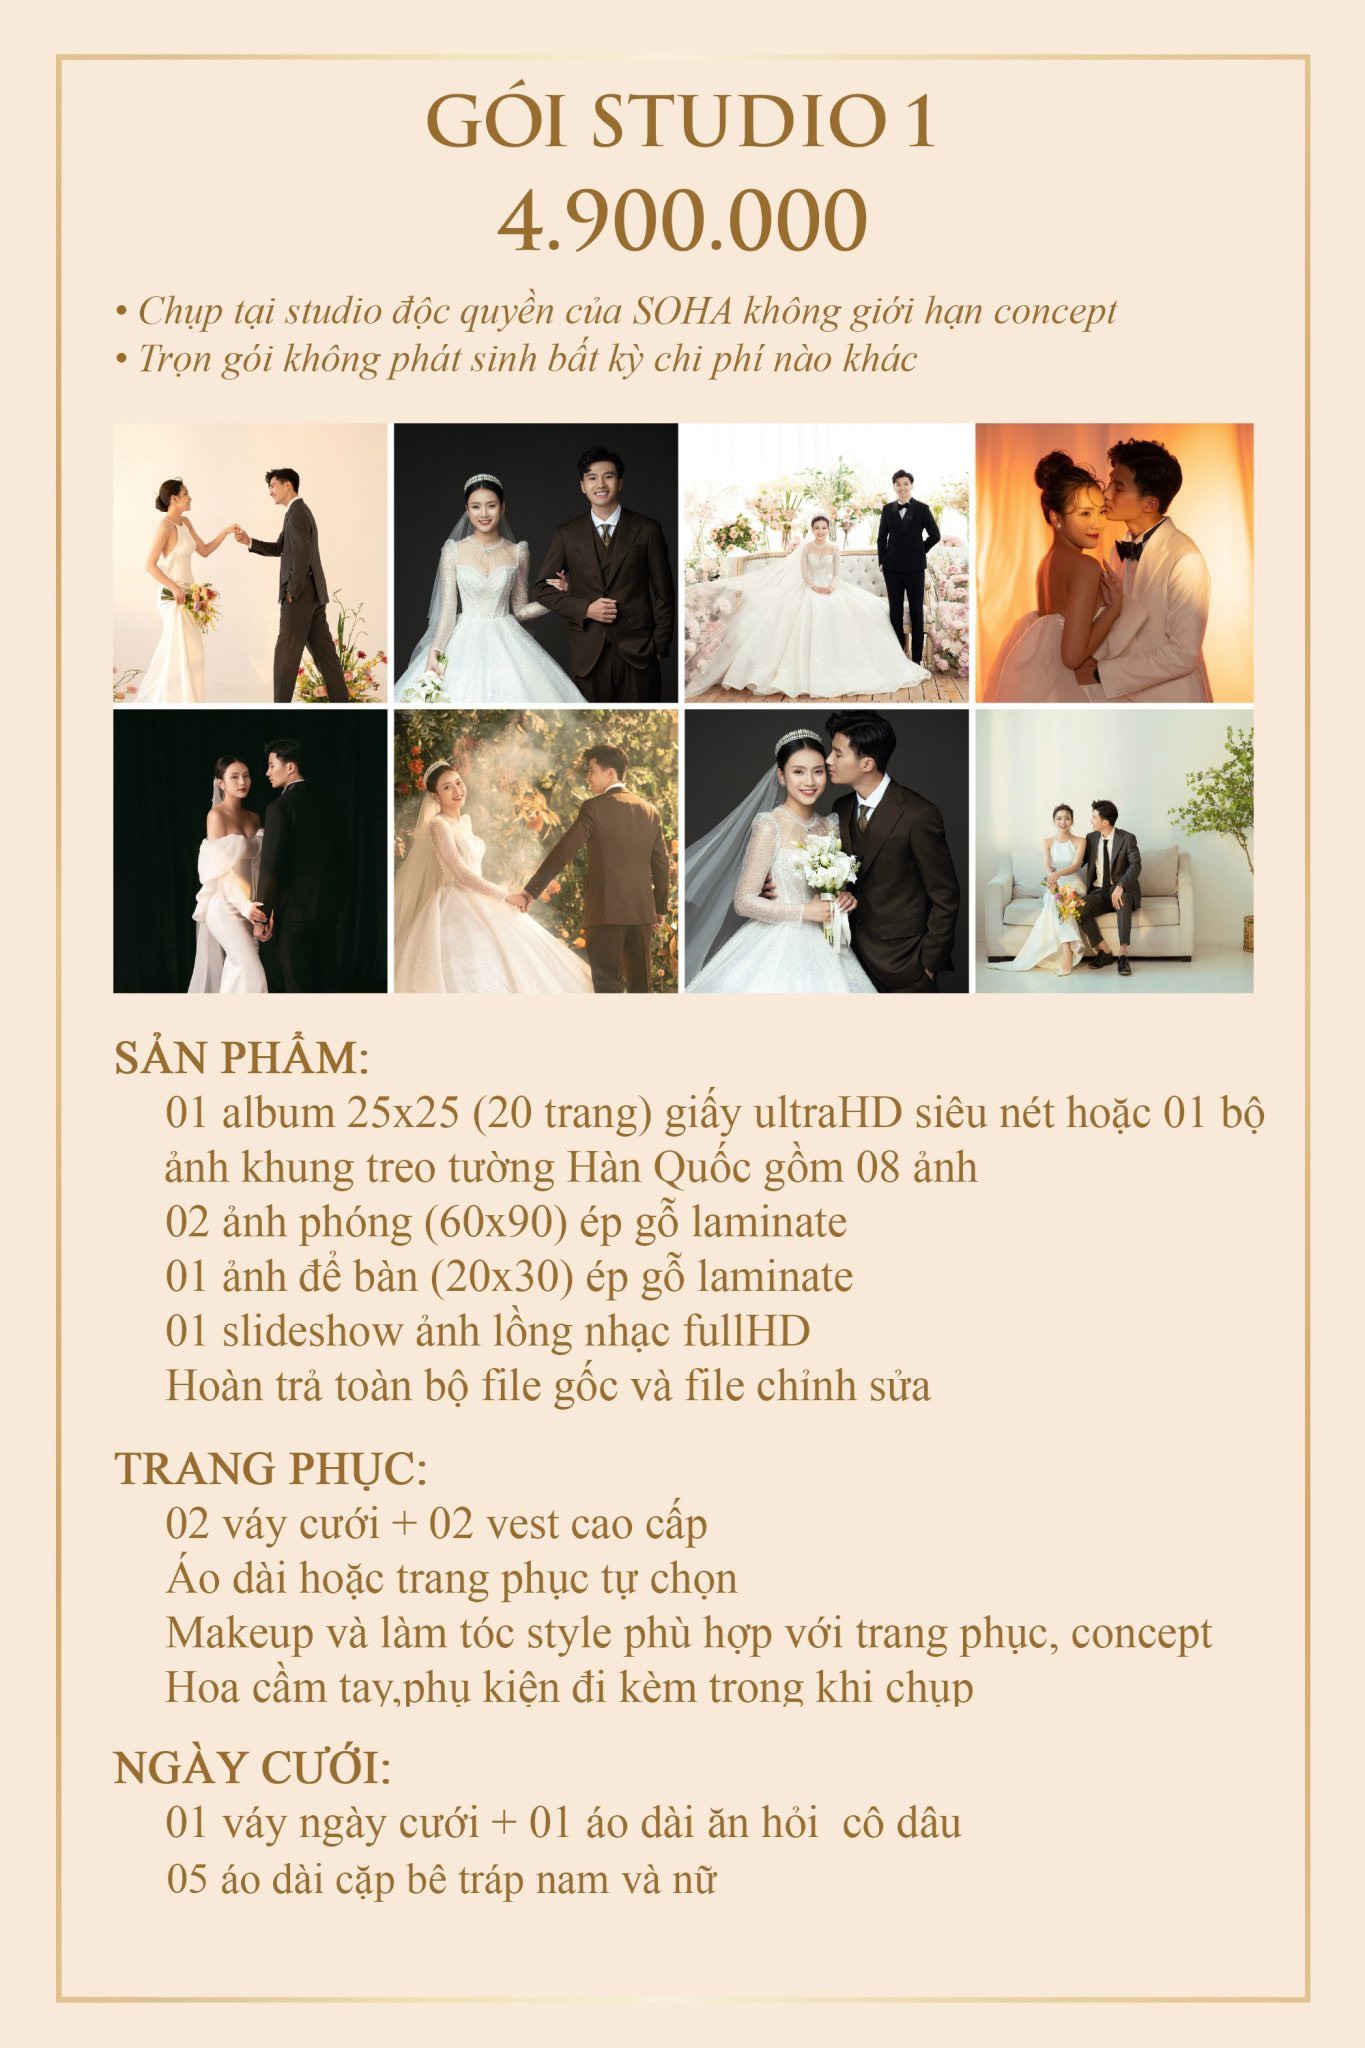 GÓI STUDIO 1
4.900.000
• Chụp tại studio độc quyền của SOHA không giới hạn concept
• Trọn gói không phát sinh bất kỳ chi phí nào khác
SẢN PHẨM:
01 album 25x25 (20 trang) giấy ultraHD siêu nét hoặc 01 bộ
ảnh khung treo tường Hàn Quốc gồm 08 ảnh
02 ảnh phóng (60x90) ép gỗ laminate
01 ảnh để bàn (20x30) ép gỗ laminate
01 slideshow ảnh lồng nhạc fullHD
Hoàn trả toàn bộ file gốc và file chỉnh sửa
TRANG PHỤC:
02 váy cưới + 02 vest cao cấp
Áo dài hoặc trang phục tự chọn
Makeup và làm tóc style phù hợp với trang phục, concept
Hoa cầm tay,phụ kiện đi kèm trong khi chụp
NGÀY CƯỚI:
01 váy ngày cưới + 01 áo dài ăn hỏi  cô dâu
05 áo dài cặp bê tráp nam và nữ